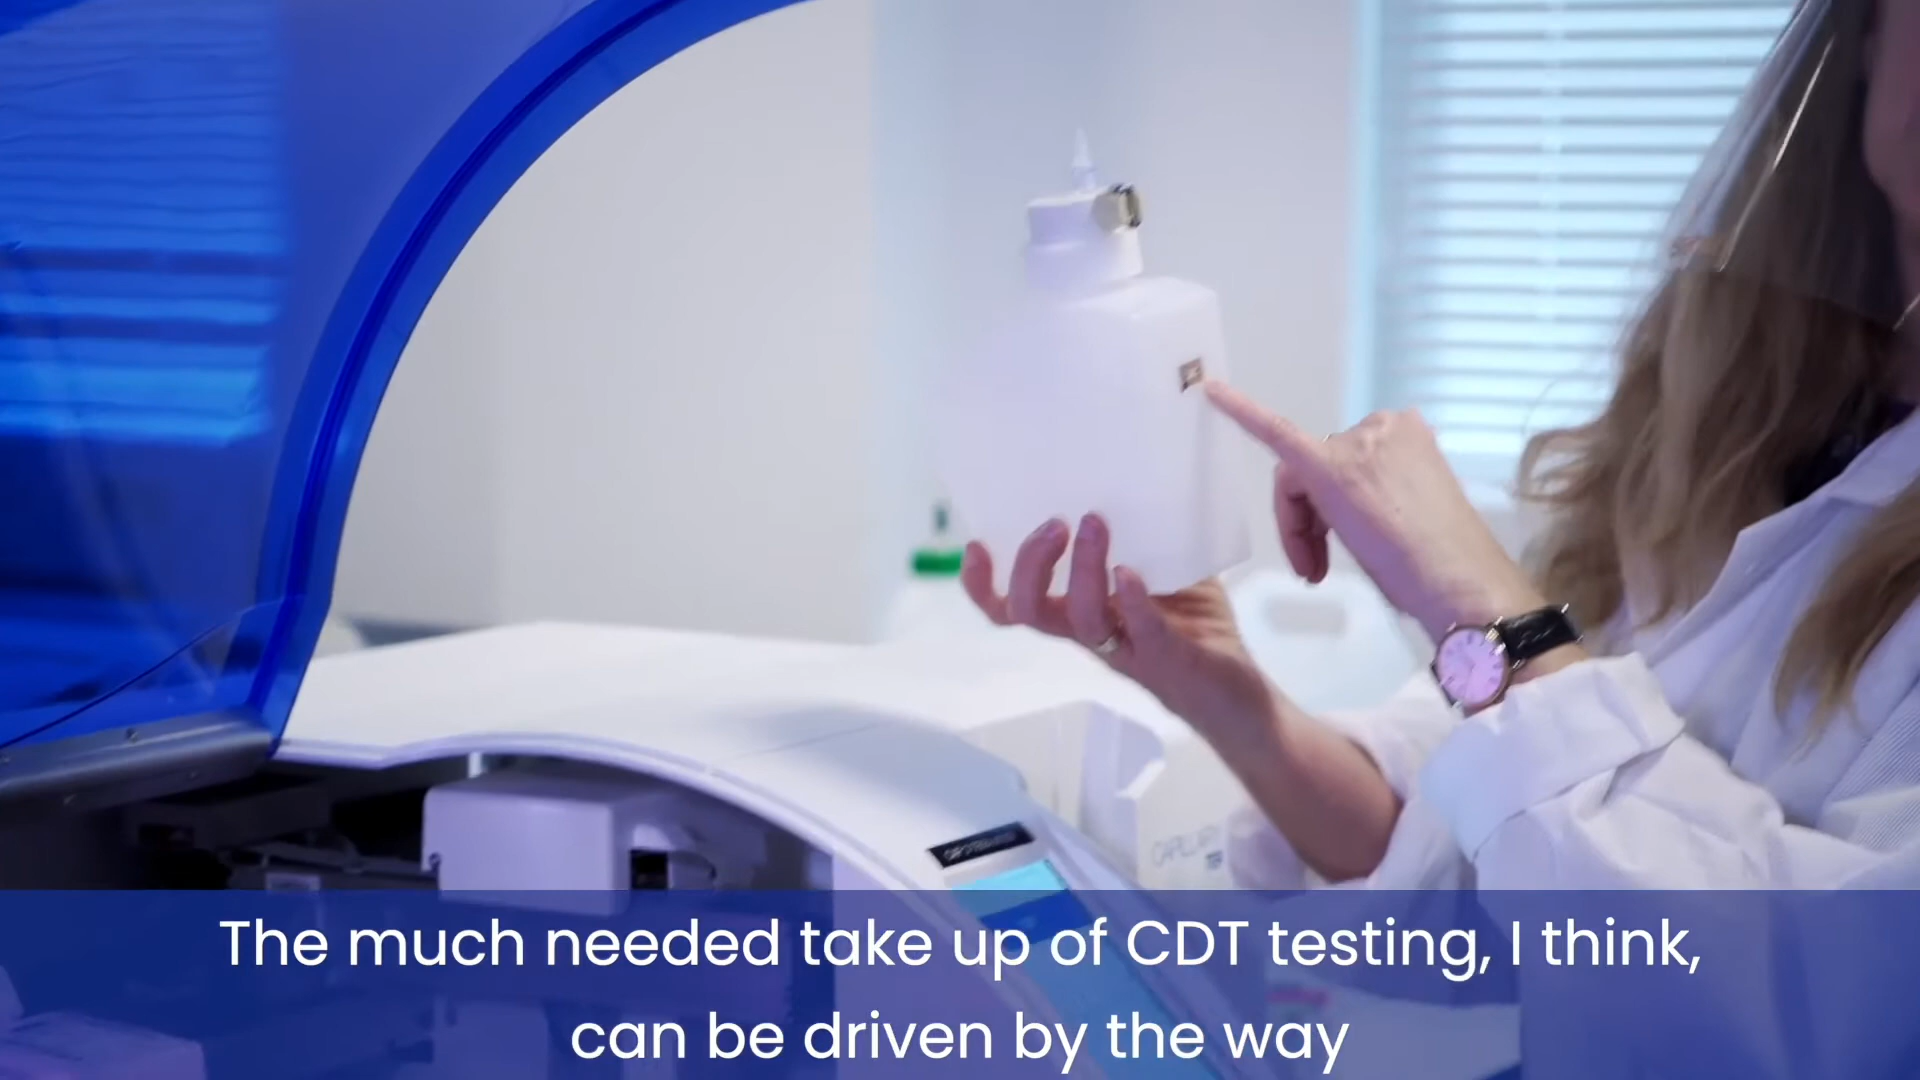 The much needed take up of CDT testing, I think,
can be driven by the way